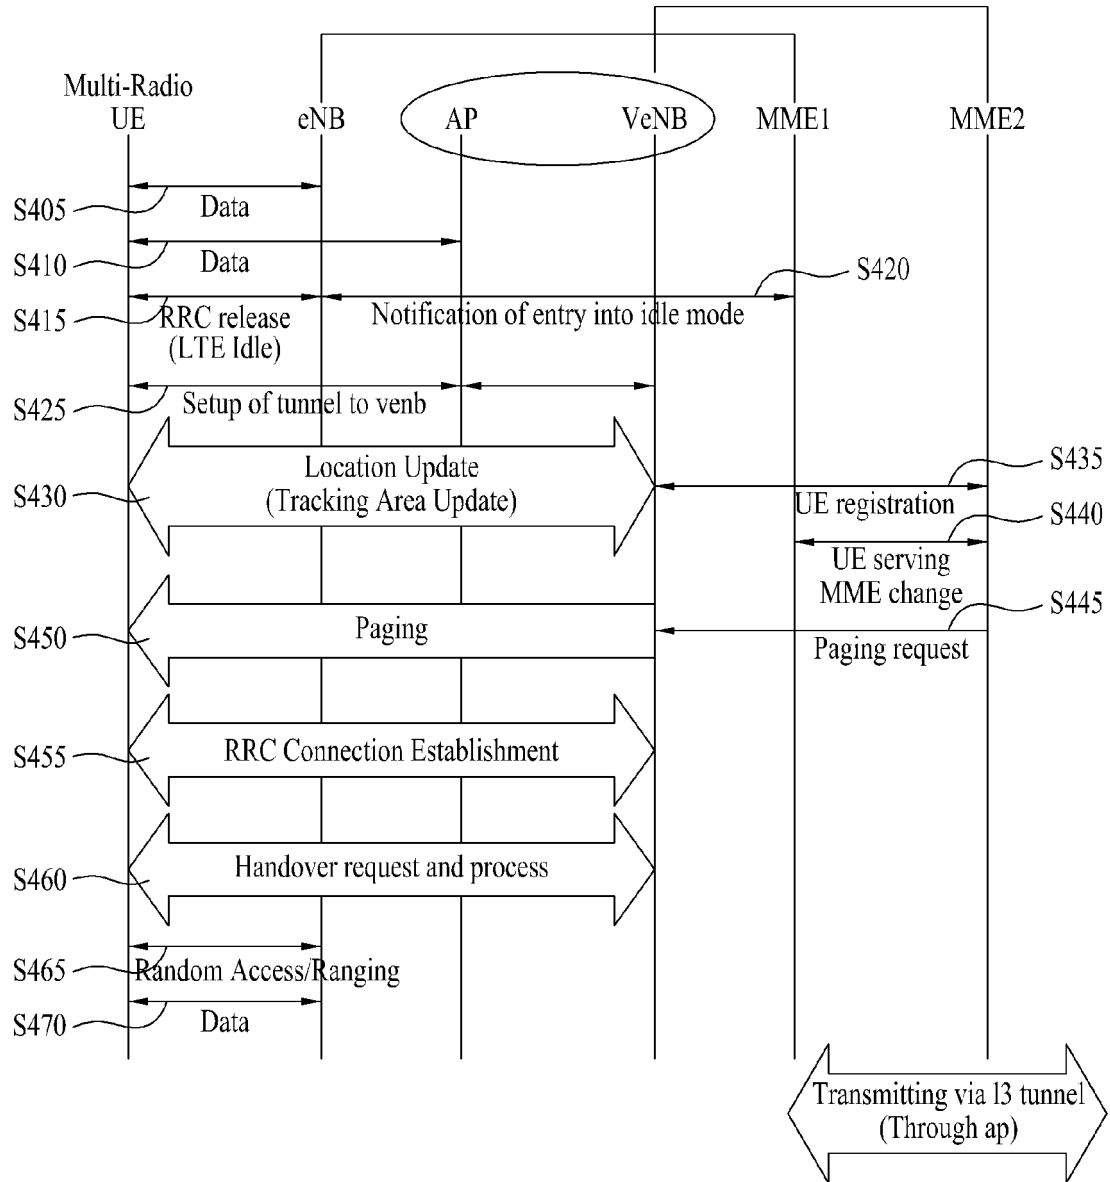 Multi-Radio
UE
eNB
AP
VeNB
MME1
MME2
S405
Data
S410
Data
S420
S415
RRC release
(LTE Idle)
Notification of entry into idle mode
S425
Setup of tunnel to venb
S430
Location Update
(Tracking Area Update)
S435
UE registration
S440
UE serving
MME change
S445
Paging request
S450
Paging
S455
RRC Connection Establishment
S460
Handover request and process
S465
Random Access/Ranging
S470
Data
Transmitting via l3 tunnel
(Through ap)